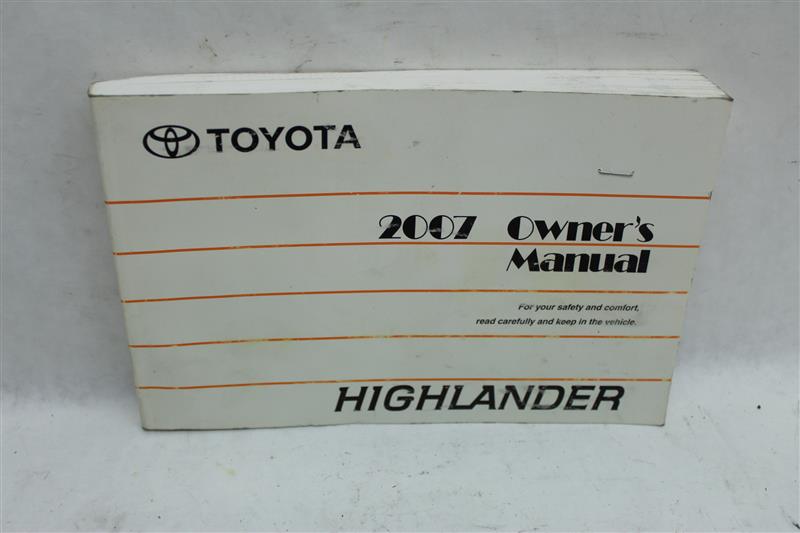 TOYOTA
2007 Owner's
Manual
For your safety and comfort,
read carefully and keep in the vehicle.
HIGHLANDER